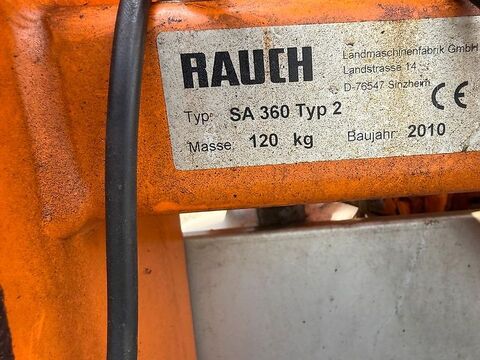 RAUCH
Landmaschinenfabrik GmbH
Landstrasse 14
D-76547 Sinzheim
Typ: SA 360 Typ 2
CE
Masse: 120 kg Baujahr: 2010